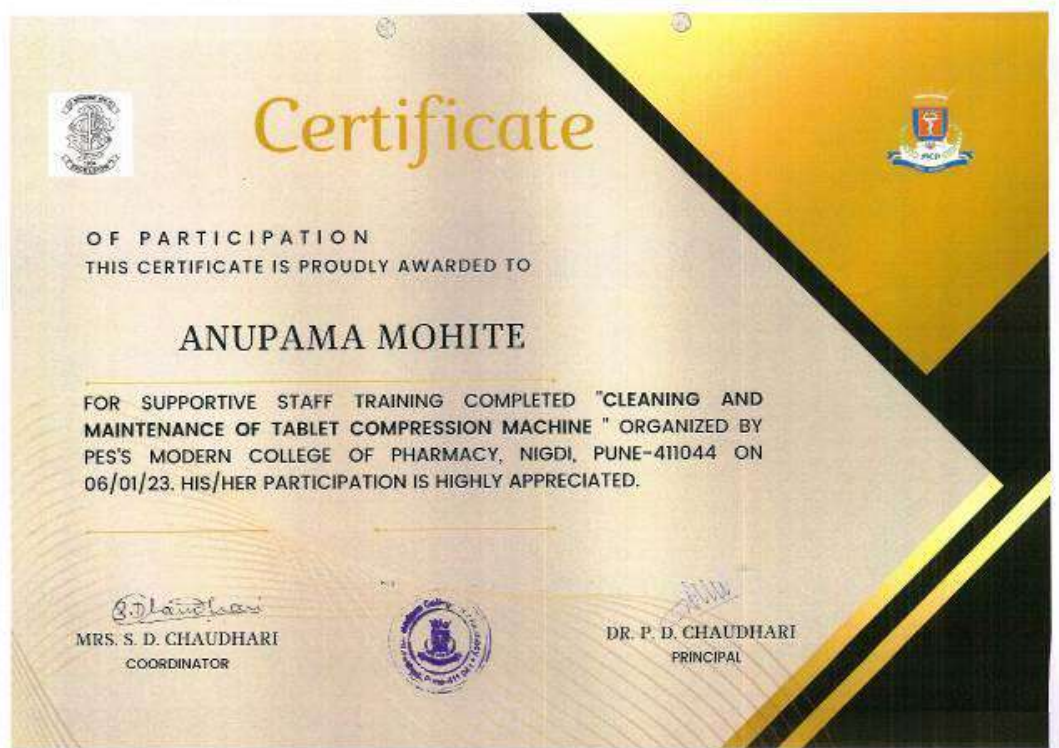 Certificate
OF PARTICIPATION
THIS CERTIFICATE IS PROUDLY AWARDED TO
ANUPAMA MOHITE
FOR SUPPORTIVE STAFF TRAINING COMPLETED "CLEANING AND
MAINTENANCE OF TABLET COMPRESSION MACHINE " ORGANIZED BY
PES'S MODERN COLLEGE OF PHARMACY, NIGDI, PUNE-411044 ON
06/01/23. HIS/HER PARTICIPATION IS HIGHLY APPRECIATED.
MRS. S. D. CHAUDHARI
COORDINATOR
DR. P. D. CHAUDHARI
PRINCIPAL